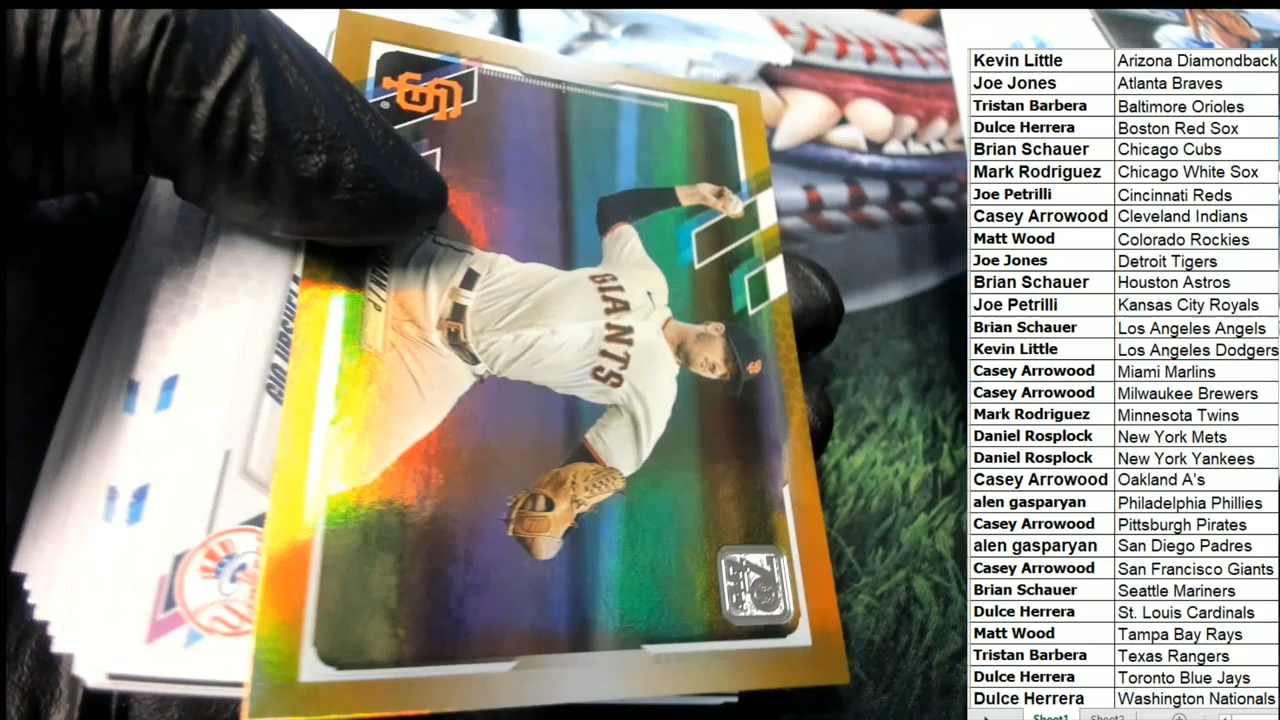 Kevin Little Arizona Diamondback
Joe Jones Atlanta Braves
Tristan Barbera Baltimore Orioles
Dulce Herrera Boston Red Sox
Brian Schauer Chicago Cubs
Mark Rodriguez Chicago White Sox
Joe Petrilli Cincinnati Reds
Casey Arrowood Cleveland Indians
Matt Wood Colorado Rockies
Joe Jones Detroit Tigers
Brian Schauer Houston Astros
Joe Petrilli Kansas City Royals
Brian Schauer Los Angeles Angels
Kevin Little Los Angeles Dodgers
Casey Arrowood Miami Marlins
Casey Arrowood Milwaukee Brewers
Mark Rodriguez Minnesota Twins
Daniel Rosplock New York Mets
Daniel Rosplock New York Yankees
Casey Arrowood Oakland A's
alen gasparyan Philadelphia Phillies
Casey Arrowood Pittsburgh Pirates
alen gasparyan San Diego Padres
Casey Arrowood San Francisco Giants
Brian Schauer Seattle Mariners
Dulce Herrera St. Louis Cardinals
Matt Wood Tampa Bay Rays
Tristan Barbera Texas Rangers
Dulce Herrera Toronto Blue Jays
Dulce Herrera Washington Nationals
Sheet1 Sheet2
SF
GIANTS
SF
70
GIO URSHELA